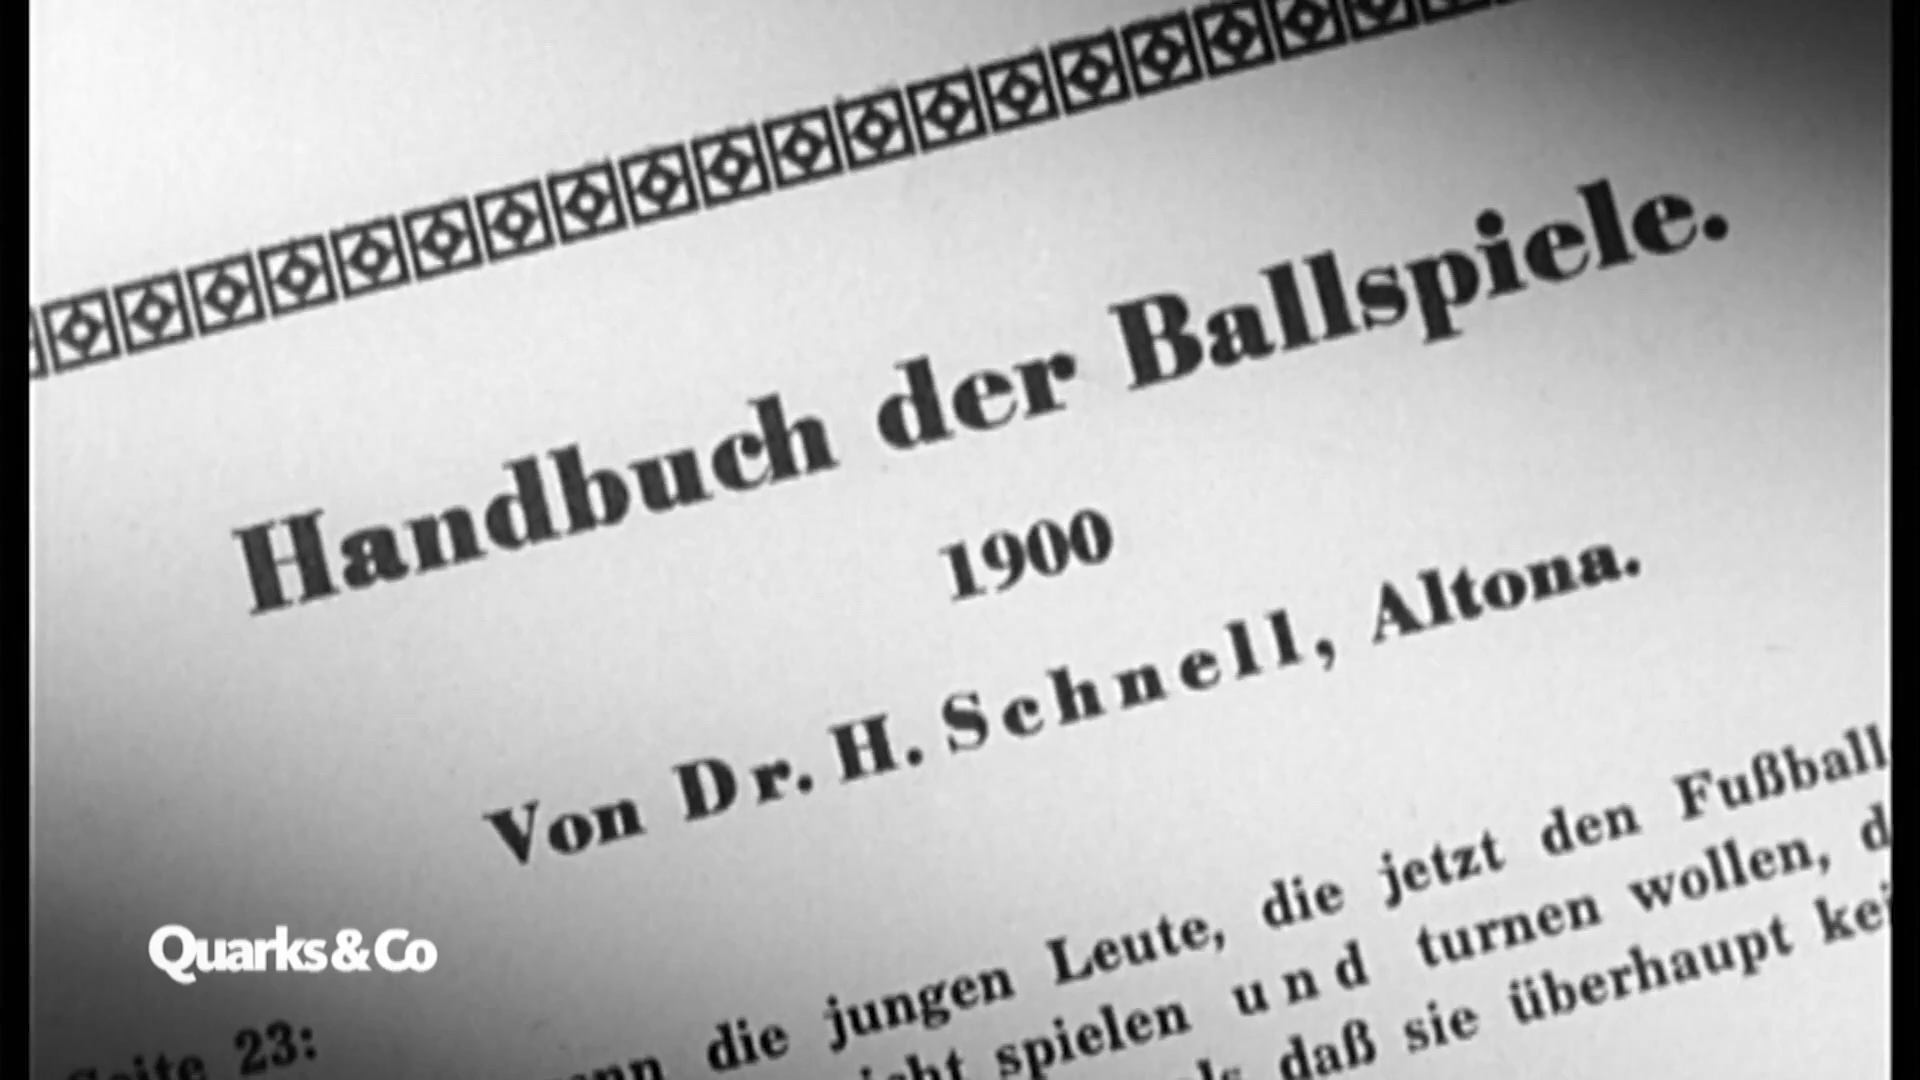 Handbuch der Ballspiele.
1900
Von Dr. H. Schnell, Altona.
Seite 23:
die jungen Leute, die jetzt den Fußball
spielen und turnen wollen,
daß sie überhaupt
Quarks&Co